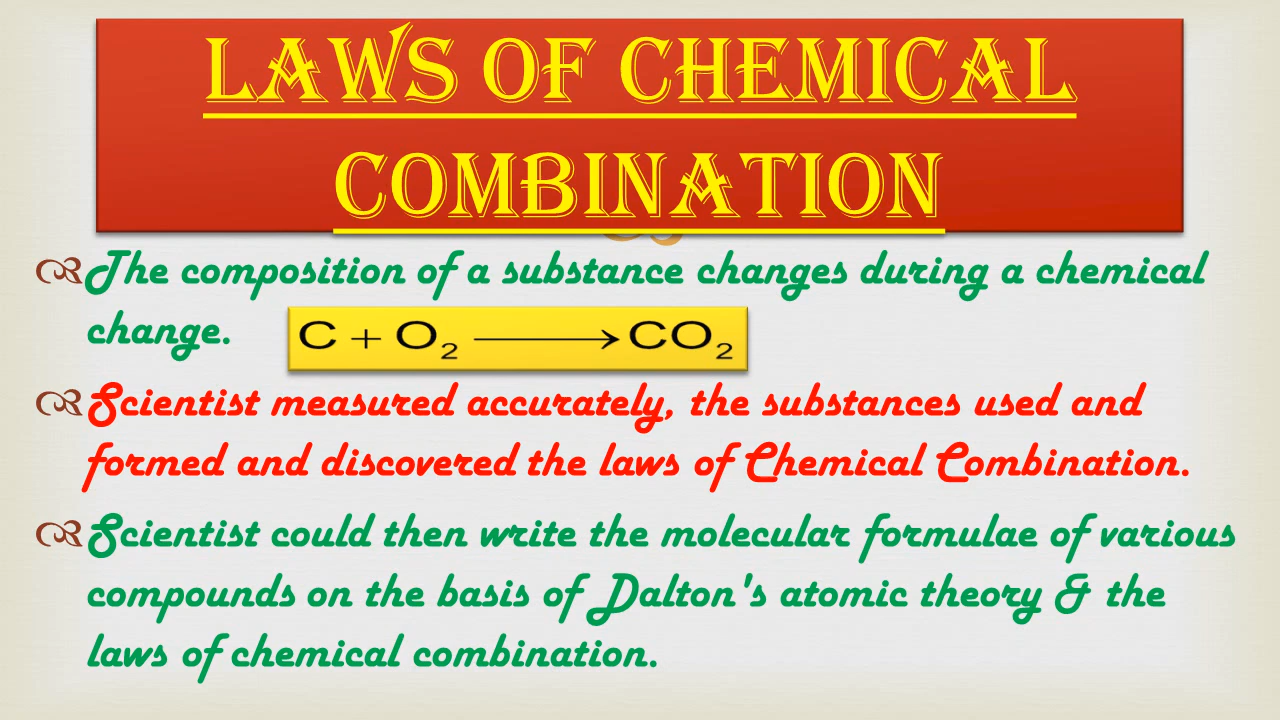 LAWS OF CHEMICAL
COMBINATION
The composition of a substance changes during a chemical
change.
C + O₂ ⟶ CO₂
Scientist measured accurately, the substances used and
formed and discovered the laws of Chemical Combination.
Scientist could then write the molecular formulae of various
compounds on the basis of Dalton's atomic theory & the
laws of chemical combination.